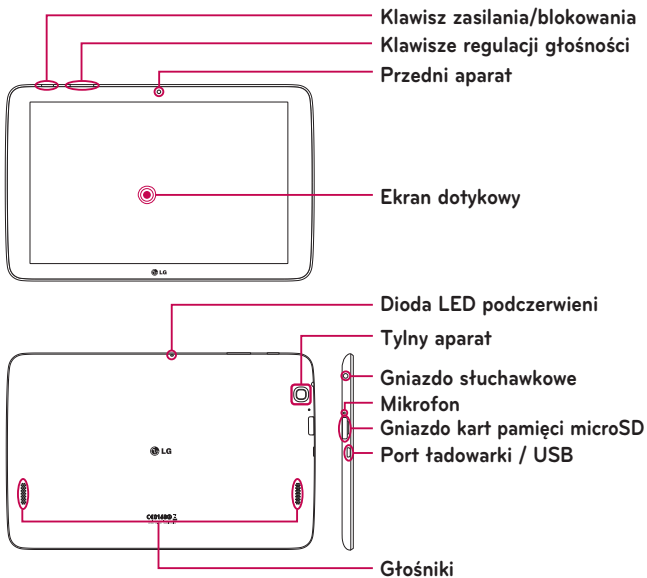 Klawisz zasilania/blokowania
Klawisze regulacji głośności
Przedni aparat
Ekran dotykowy
LG
Dioda LED podczerwieni
Tylny aparat
Gniazdo słuchawkowe
Mikrofon
Gniazdo kart pamięci microSD
Port ładowarki / USB
LG
Głośniki